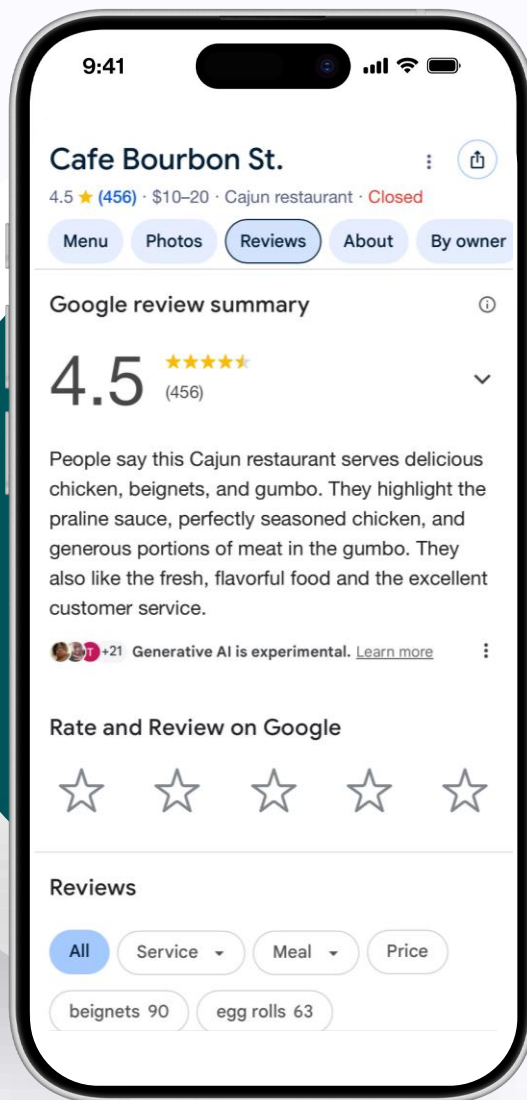 9:41
Cafe Bourbon St.
4.5 ★ (456) · $10–20 · Cajun restaurant · Closed
Menu Photos Reviews About By owner
Google review summary
4.5
(456)
People say this Cajun restaurant serves delicious
chicken, beignets, and gumbo. They highlight the
praline sauce, perfectly seasoned chicken, and
generous portions of meat in the gumbo. They
also like the fresh, flavorful food and the excellent
customer service.
T +21 Generative AI is experimental. Learn more
Rate and Review on Google
Reviews
All Service Meal Price
beignets 90 egg rolls 63